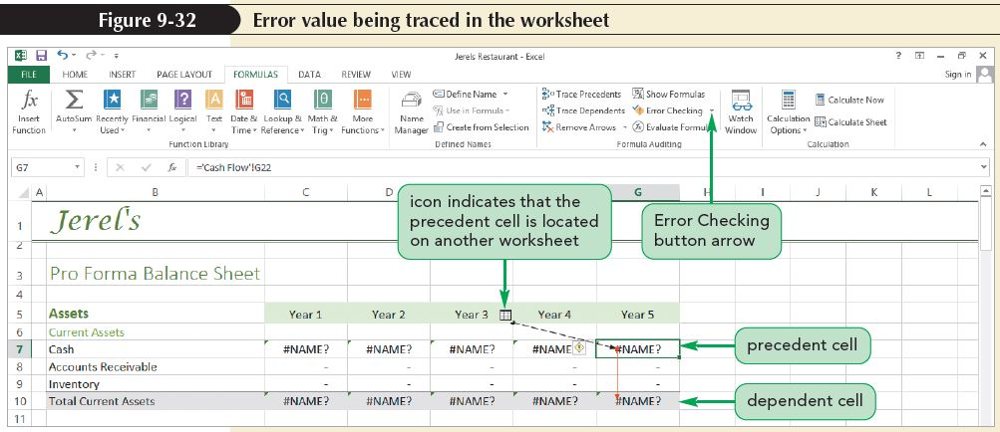 Figure 9-32 Error value being traced in the worksheet
Jerels Restaurant - Excel
Sign in
FILE HOME INSERT PAGE LAYOUT FORMULAS DATA REVIEW VIEW
fx Insert Function
Σ AutoSum
Recently Used
Financial
Logical
Text
Date & Time
Lookup & Reference
Math & Trig
More Functions
Function Library
Name Manager
Define Name
Use in Formula
Create from Selection
Defined Names
Trace Precedents
Trace Dependents
Remove Arrows
Show Formulas
Error Checking
Evaluate Formul
Watch Window
Formula Auditing
Calculation Options
Calculate Now
Calculate Sheet
Calculation
G7 fx ='Cash Flow'!G22
A B C D G H I J K L
icon indicates that the
precedent cell is located
on another worksheet
Error Checking
button arrow
1 Jerel's
2
3 Pro Forma Balance Sheet
4
5 Assets Year 1 Year 2 Year 3 Year 4 Year 5
6 Current Assets
7 Cash #NAME? #NAME? #NAME? #NAME #NAME?
precedent cell
8 Accounts Receivable - - - - -
9 Inventory - - - - -
10 Total Current Assets #NAME? #NAME? #NAME? #NAME? #NAME?
dependent cell
11